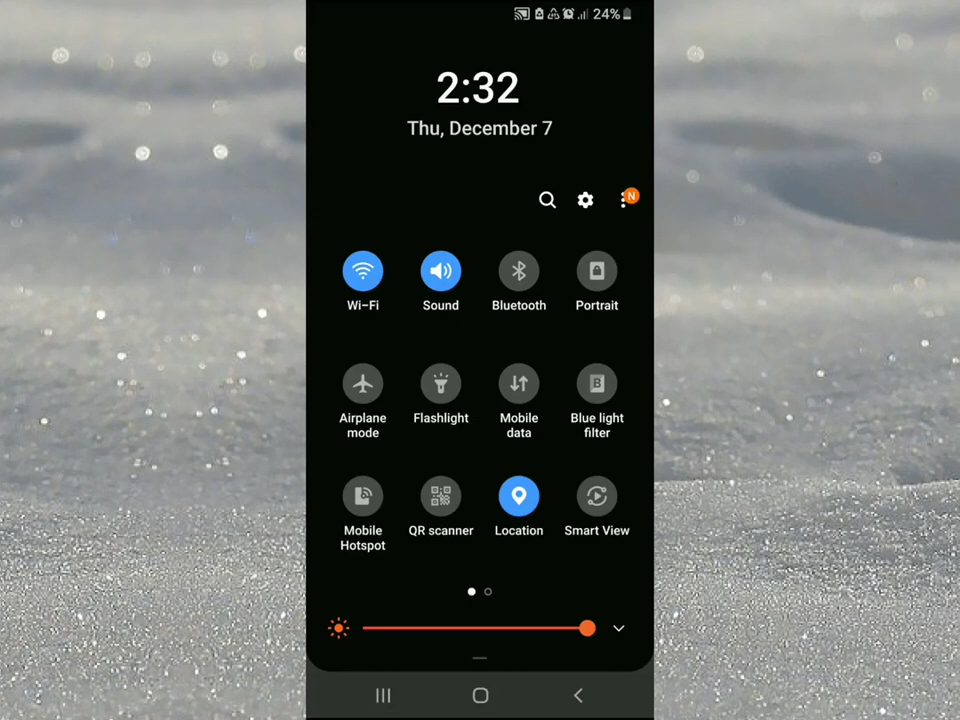 24%
2:32
Thu, December 7
N
Wi-Fi
Sound
Bluetooth
Portrait
Airplane mode
Flashlight
Mobile data
B
Blue light filter
Mobile Hotspot
QR scanner
Location
Smart View